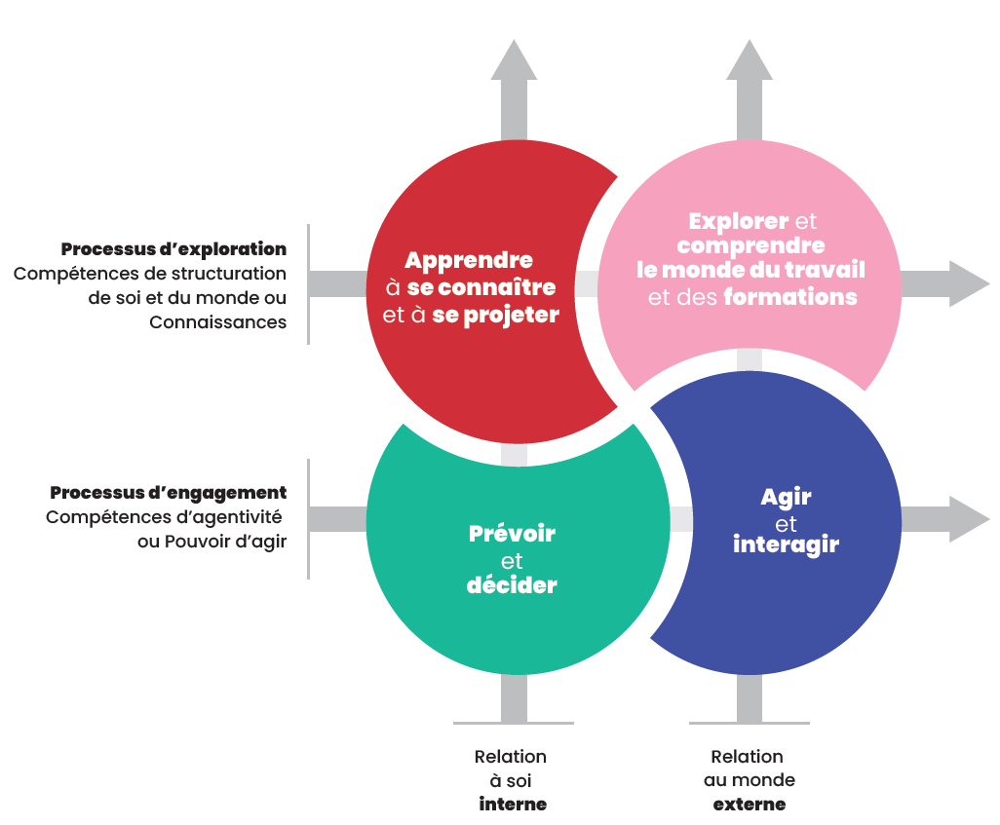 Processus d’exploration
Compétences de structuration
de soi et du monde ou
Connaissances
Apprendre
à se connaître
et à se projeter
Explorer et
comprendre
le monde du travail
et des formations
Processus d’engagement
Compétences d’agentivité
ou Pouvoir d’agir
Prévoir
et
décider
Agir
et
interagir
Relation
à soi
interne
Relation
au monde
externe